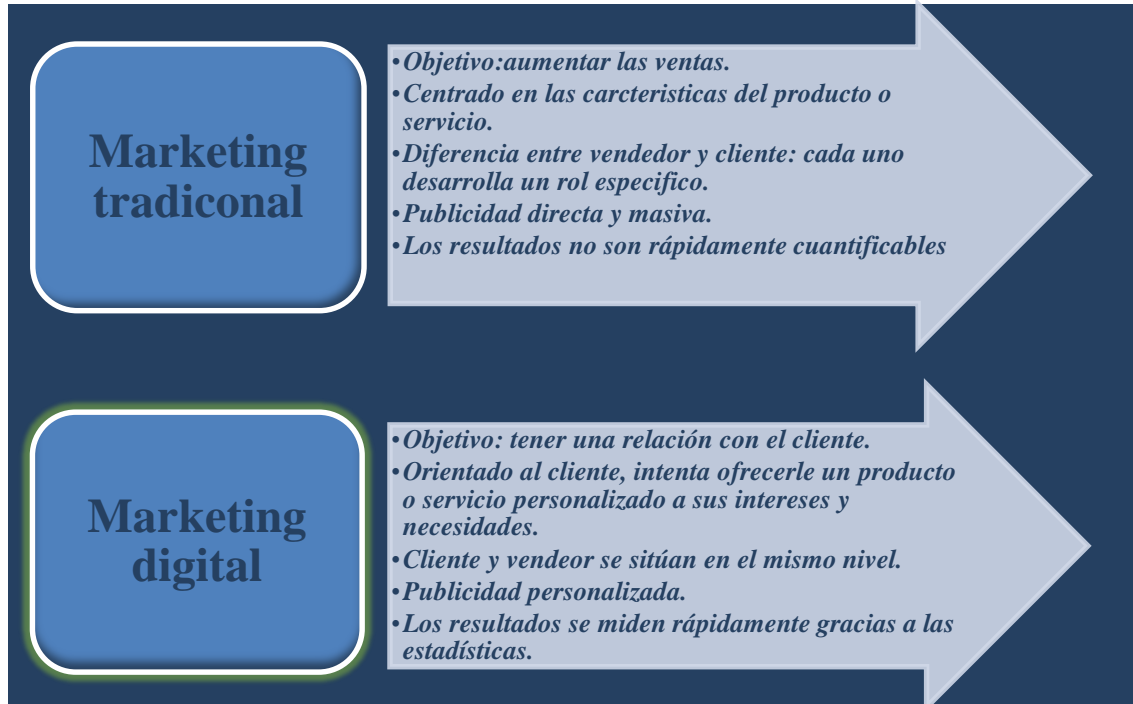 Marketing
tradiconal
•Objetivo:aumentar las ventas.
•Centrado en las carcteristicas del producto o
servicio.
•Diferencia entre vendedor y cliente: cada uno
desarrolla un rol especifico.
•Publicidad directa y masiva.
•Los resultados no son rápidamente cuantificables
Marketing
digital
•Objetivo: tener una relación con el cliente.
•Orientado al cliente, intenta ofrecerle un producto
o servicio personalizado a sus intereses y
necesidades.
•Cliente y vendeor se sitúan en el mismo nivel.
•Publicidad personalizada.
•Los resultados se miden rápidamente gracias a las
estadísticas.